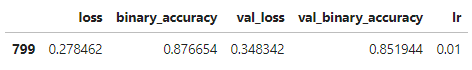 loss binary_accuracy val_loss val_binary_accuracy lr
799 0.278462 0.876654 0.348342 0.851944 0.01